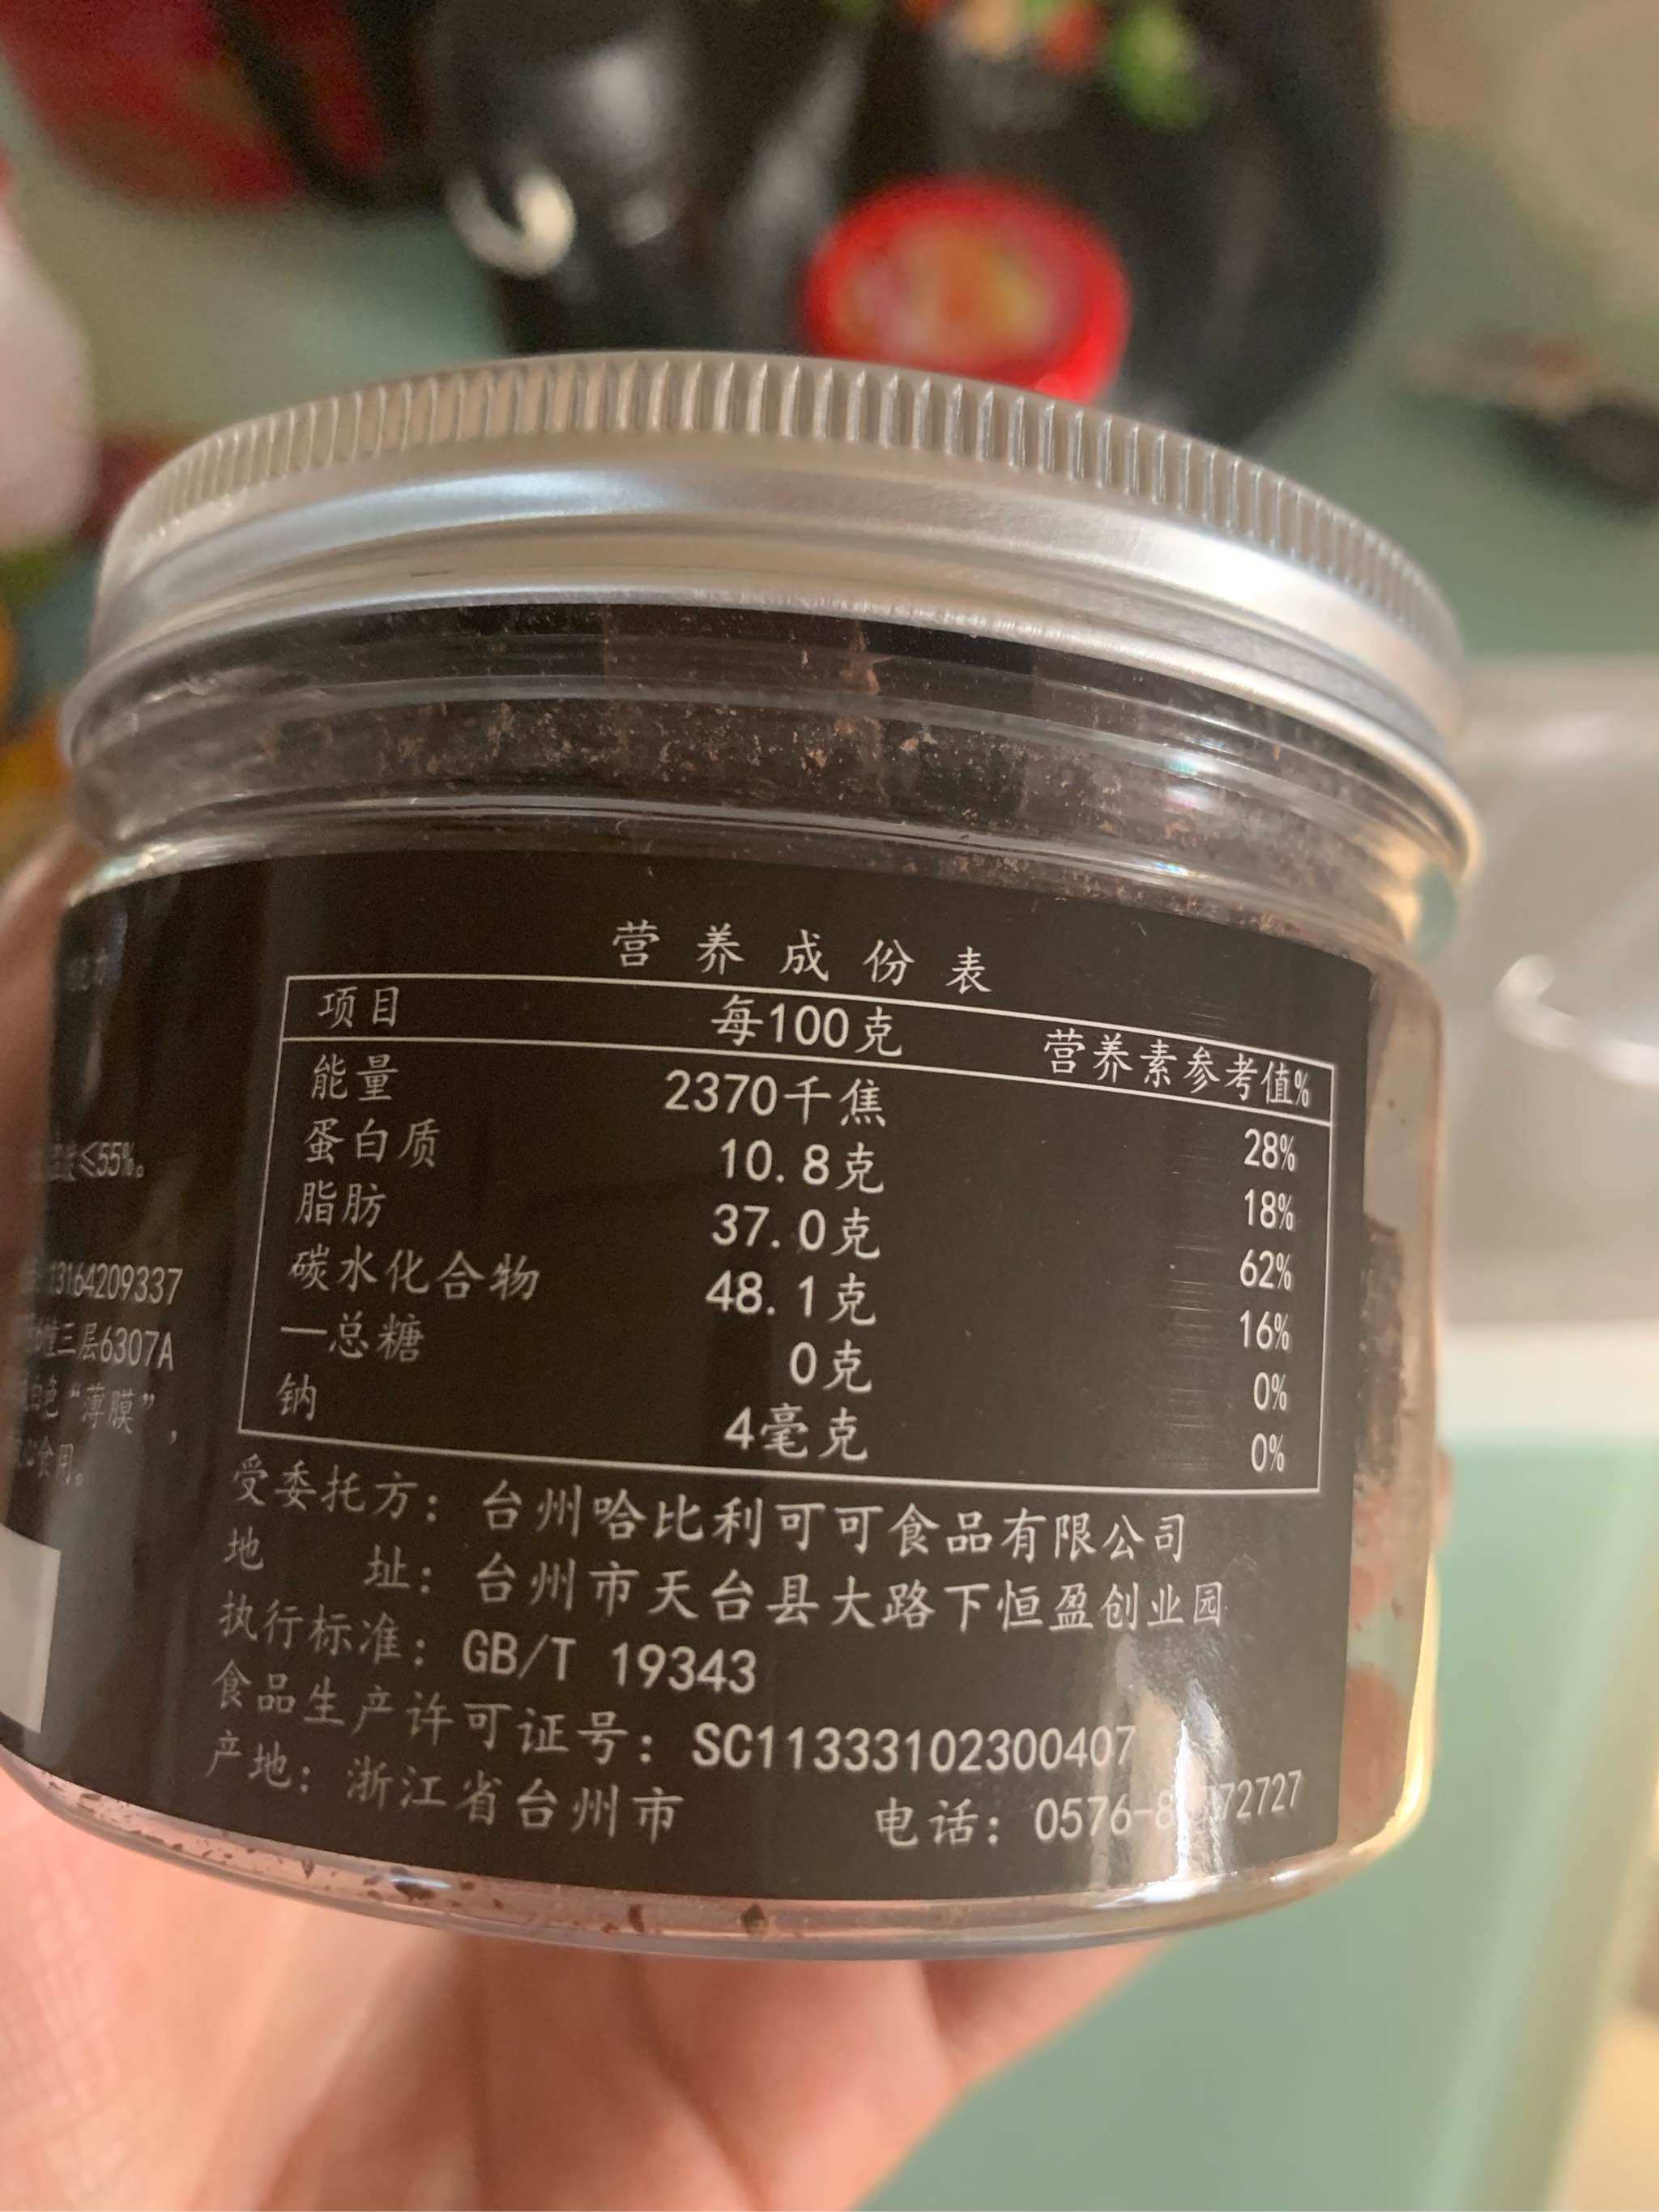 ≤55%。
13164209337
三层6307A
白色“薄膜”，
食用。
营养成份表
项目 每100克 营养素参考值%
能量 2370千焦 28%
蛋白质 10.8克 18%
脂肪 37.0克 62%
碳水化合物 48.1克 16%
—总糖 0克 0%
钠 4毫克 0%
受委托方：台州哈比利可可食品有限公司
地 址：台州市天台县大路下恒盈创业园
执行标准：GB/T 19343
食品生产许可证号：SC11333102300407
产地：浙江省台州市 电话：0576-8 72727